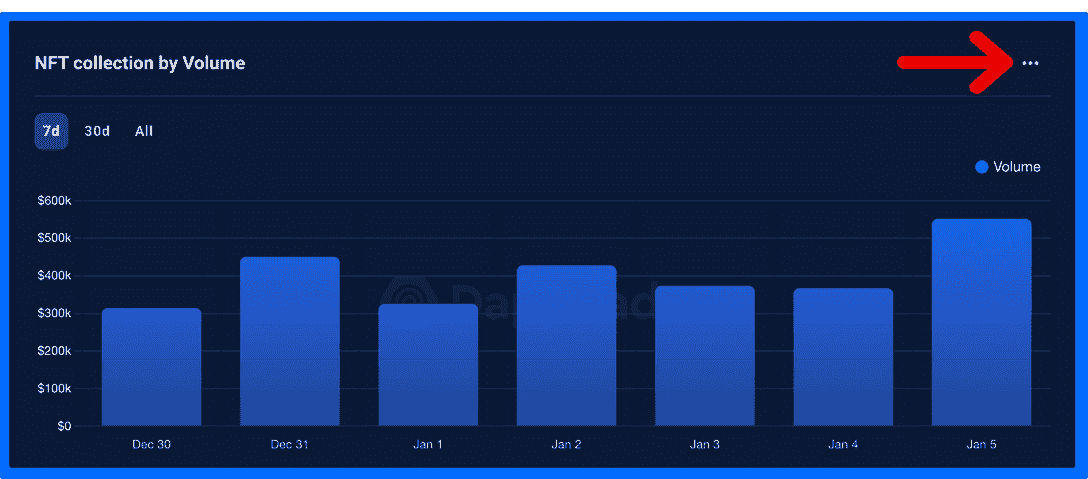 NFT collection by Volume
•••
7d 30d All
Volume
$600k
$500k
$400k
$300k
$200k
$100k
$0
Dec 30 Dec 31 Jan 1 Jan 2 Jan 3 Jan 4 Jan 5